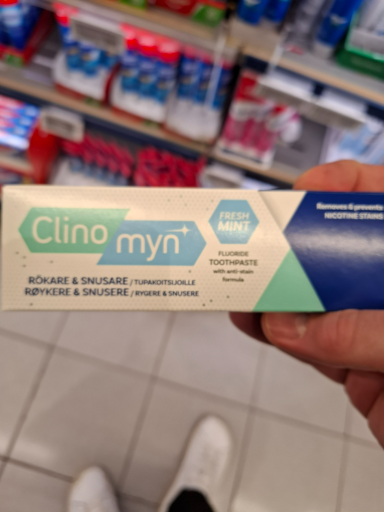 Clino
myn
RÖKARE & SNUSARE / TUPAKOITSIJOILLE
RØYKERE & SNUSERE / RYGERE & SNUSERE
FRESH
MINT
FLUORIDE
TOOTHPASTE
with anti-stain
formula
Removes & prevents
NICOTINE STAINS